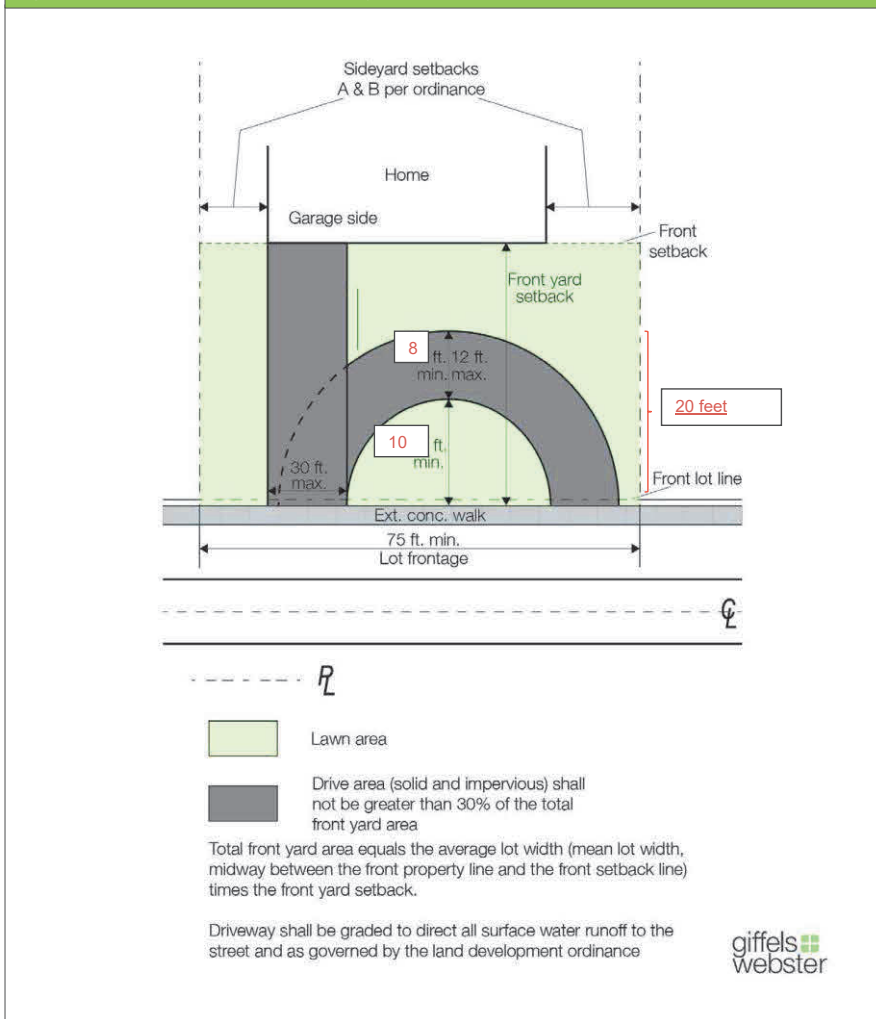 Sideyard setbacks
A & B per ordinance
Home
Garage side
Front
setback
Front yard
setback
8 ft. 12 ft.
min. max.
20 feet
10 ft.
min.
30 ft.
max.
Front lot line
Ext. conc. walk
75 ft. min.
Lot frontage
CL
PL
Lawn area
Drive area (solid and impervious) shall
not be greater than 30% of the total
front yard area
Total front yard area equals the average lot width (mean lot width,
midway between the front property line and the front setback line)
times the front yard setback.
Driveway shall be graded to direct all surface water runoff to the
street and as governed by the land development ordinance
giffels
webster